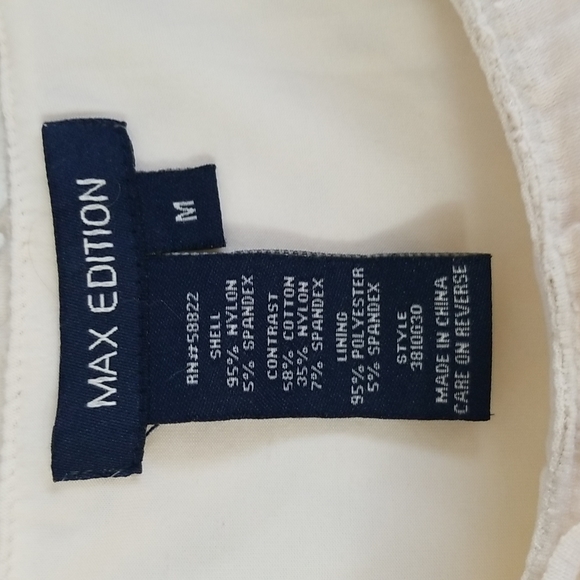 MAX EDITION
M
RN#58822
SHELL
95% NYLON
5% SPANDEX
CONTRAST
58% COTTON
35% NYLON
7% SPANDEX
LINING
95% POLYESTER
5% SPANDEX
STYLE
3810G30
MADE IN CHINA
CARE ON REVERSE